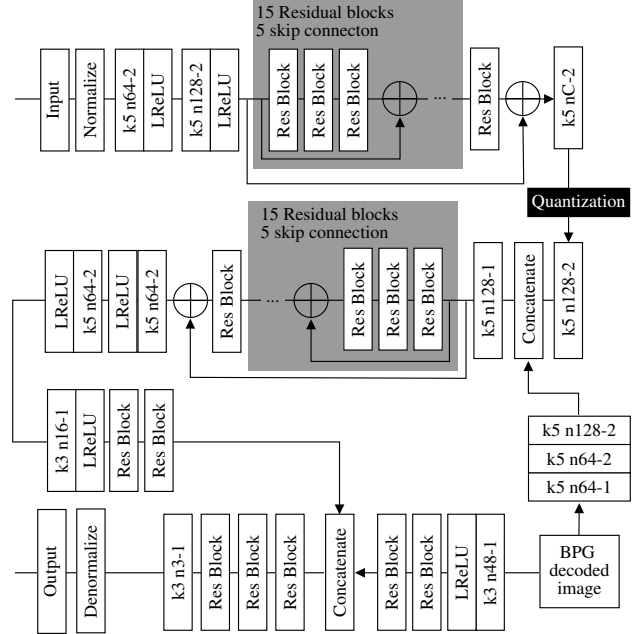 15 Residual blocks
5 skip connecton
Input
Normalize
k5 n64-2
LReLU
k5 n128-2
LReLU
Res Block
Res Block
Res Block
...
Res Block
k5 nC-2
Quantization
15 Residual blocks
5 skip connection
LReLU
k5 n64-2
LReLU
k5 n64-2
Res Block
...
Res Block
Res Block
Res Block
k5 n128-1
Concatenate
k5 n128-2
k3 n16-1
LReLU
Res Block
Res Block
k5 n128-2
k5 n64-2
k5 n64-1
Output
Denormalize
k3 n3-1
Res Block
Res Block
Res Block
Concatenate
Res Block
Res Block
LReLU
k3 n48-1
BPG
decoded
image